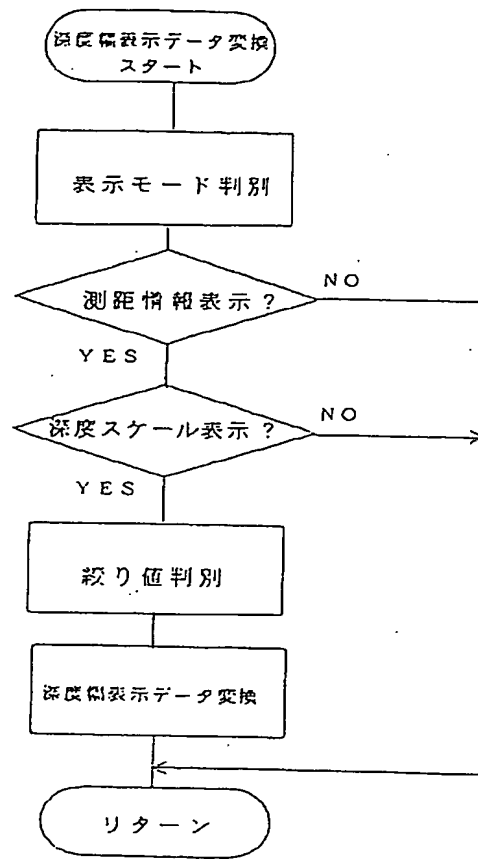 深度幅表示データ変換
スタート
表示モード判別
測距情報表示?
NO
YES
深度スケール表示?
NO
YES
絞り値判別
深度幅表示データ変換
リターン